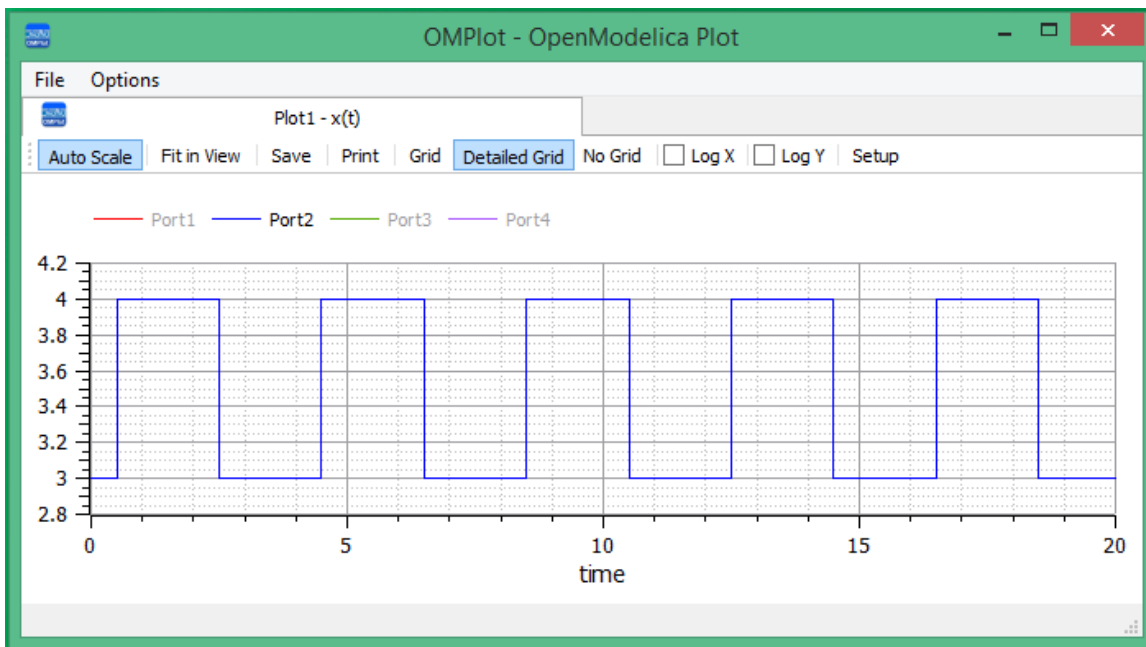 OMPlot - OpenModelica Plot
File Options
Plot1 - x(t)
Auto Scale Fit in View Save Print Grid Detailed Grid No Grid Log X Log Y Setup
Port1 Port2 Port3 Port4
4.2
4
3.8
3.6
3.4
3.2
3
2.8
0 5 10 15 20
time